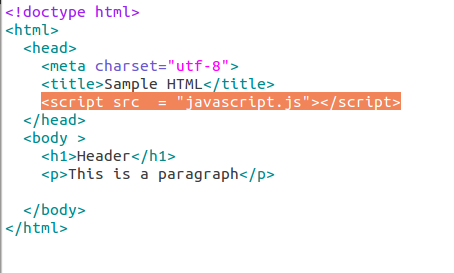 <!doctype html>
<html>
  <head>
    <meta charset="utf-8">
    <title>Sample HTML</title>
    <script src  = "javascript.js"></script>
  </head>
  <body >
    <h1>Header</h1>
    <p>This is a paragraph</p>

  </body>
</html>